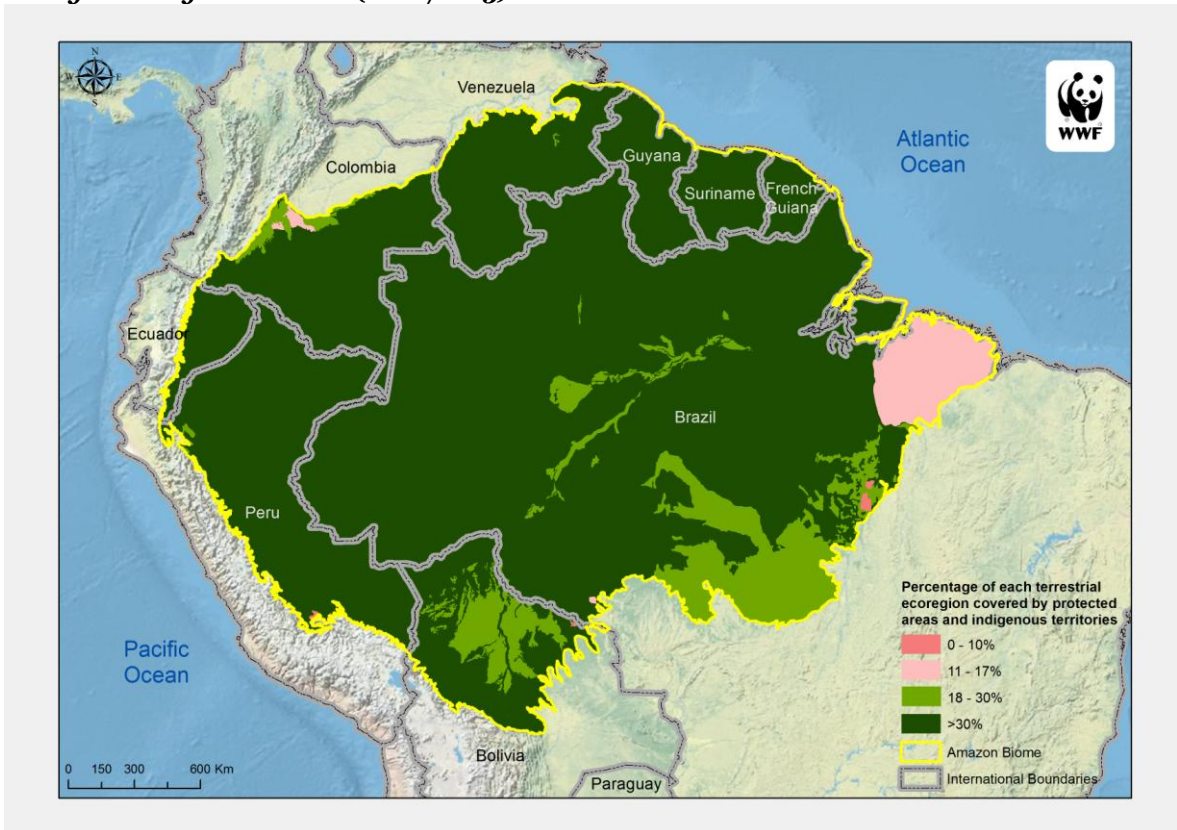 N
W E
S
Venezuela
WWF
Atlantic
Ocean
Colombia
Guyana
Suriname
French
Guiana
Ecuador
Brazil
Peru
Pacific
Ocean
Bolivia
Paraguay
0 150 300 600 Km
Percentage of each terrestrial
ecoregion covered by protected
areas and indigenous territories
0 - 10%
11 - 17%
18 - 30%
>30%
Amazon Biome
International Boundaries